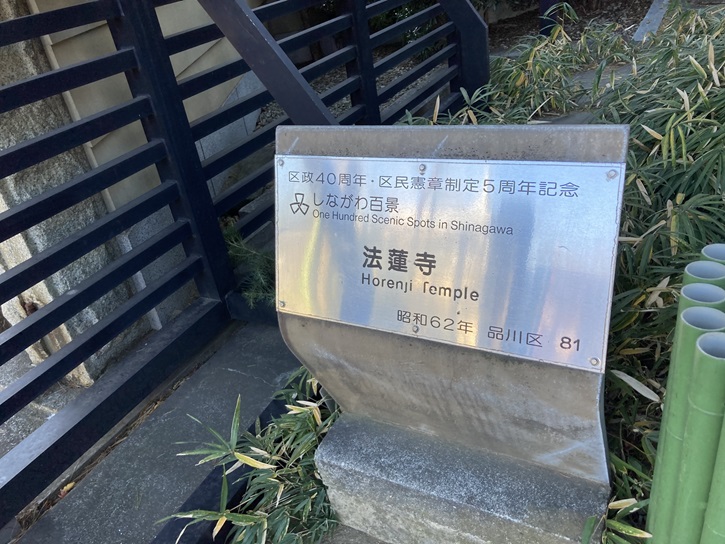 区政40周年・区民憲章制定5周年記念
しながわ百景
One Hundred Scenic Spots in Shinagawa
法蓮寺
Horenji Temple
昭和62年 品川区 81